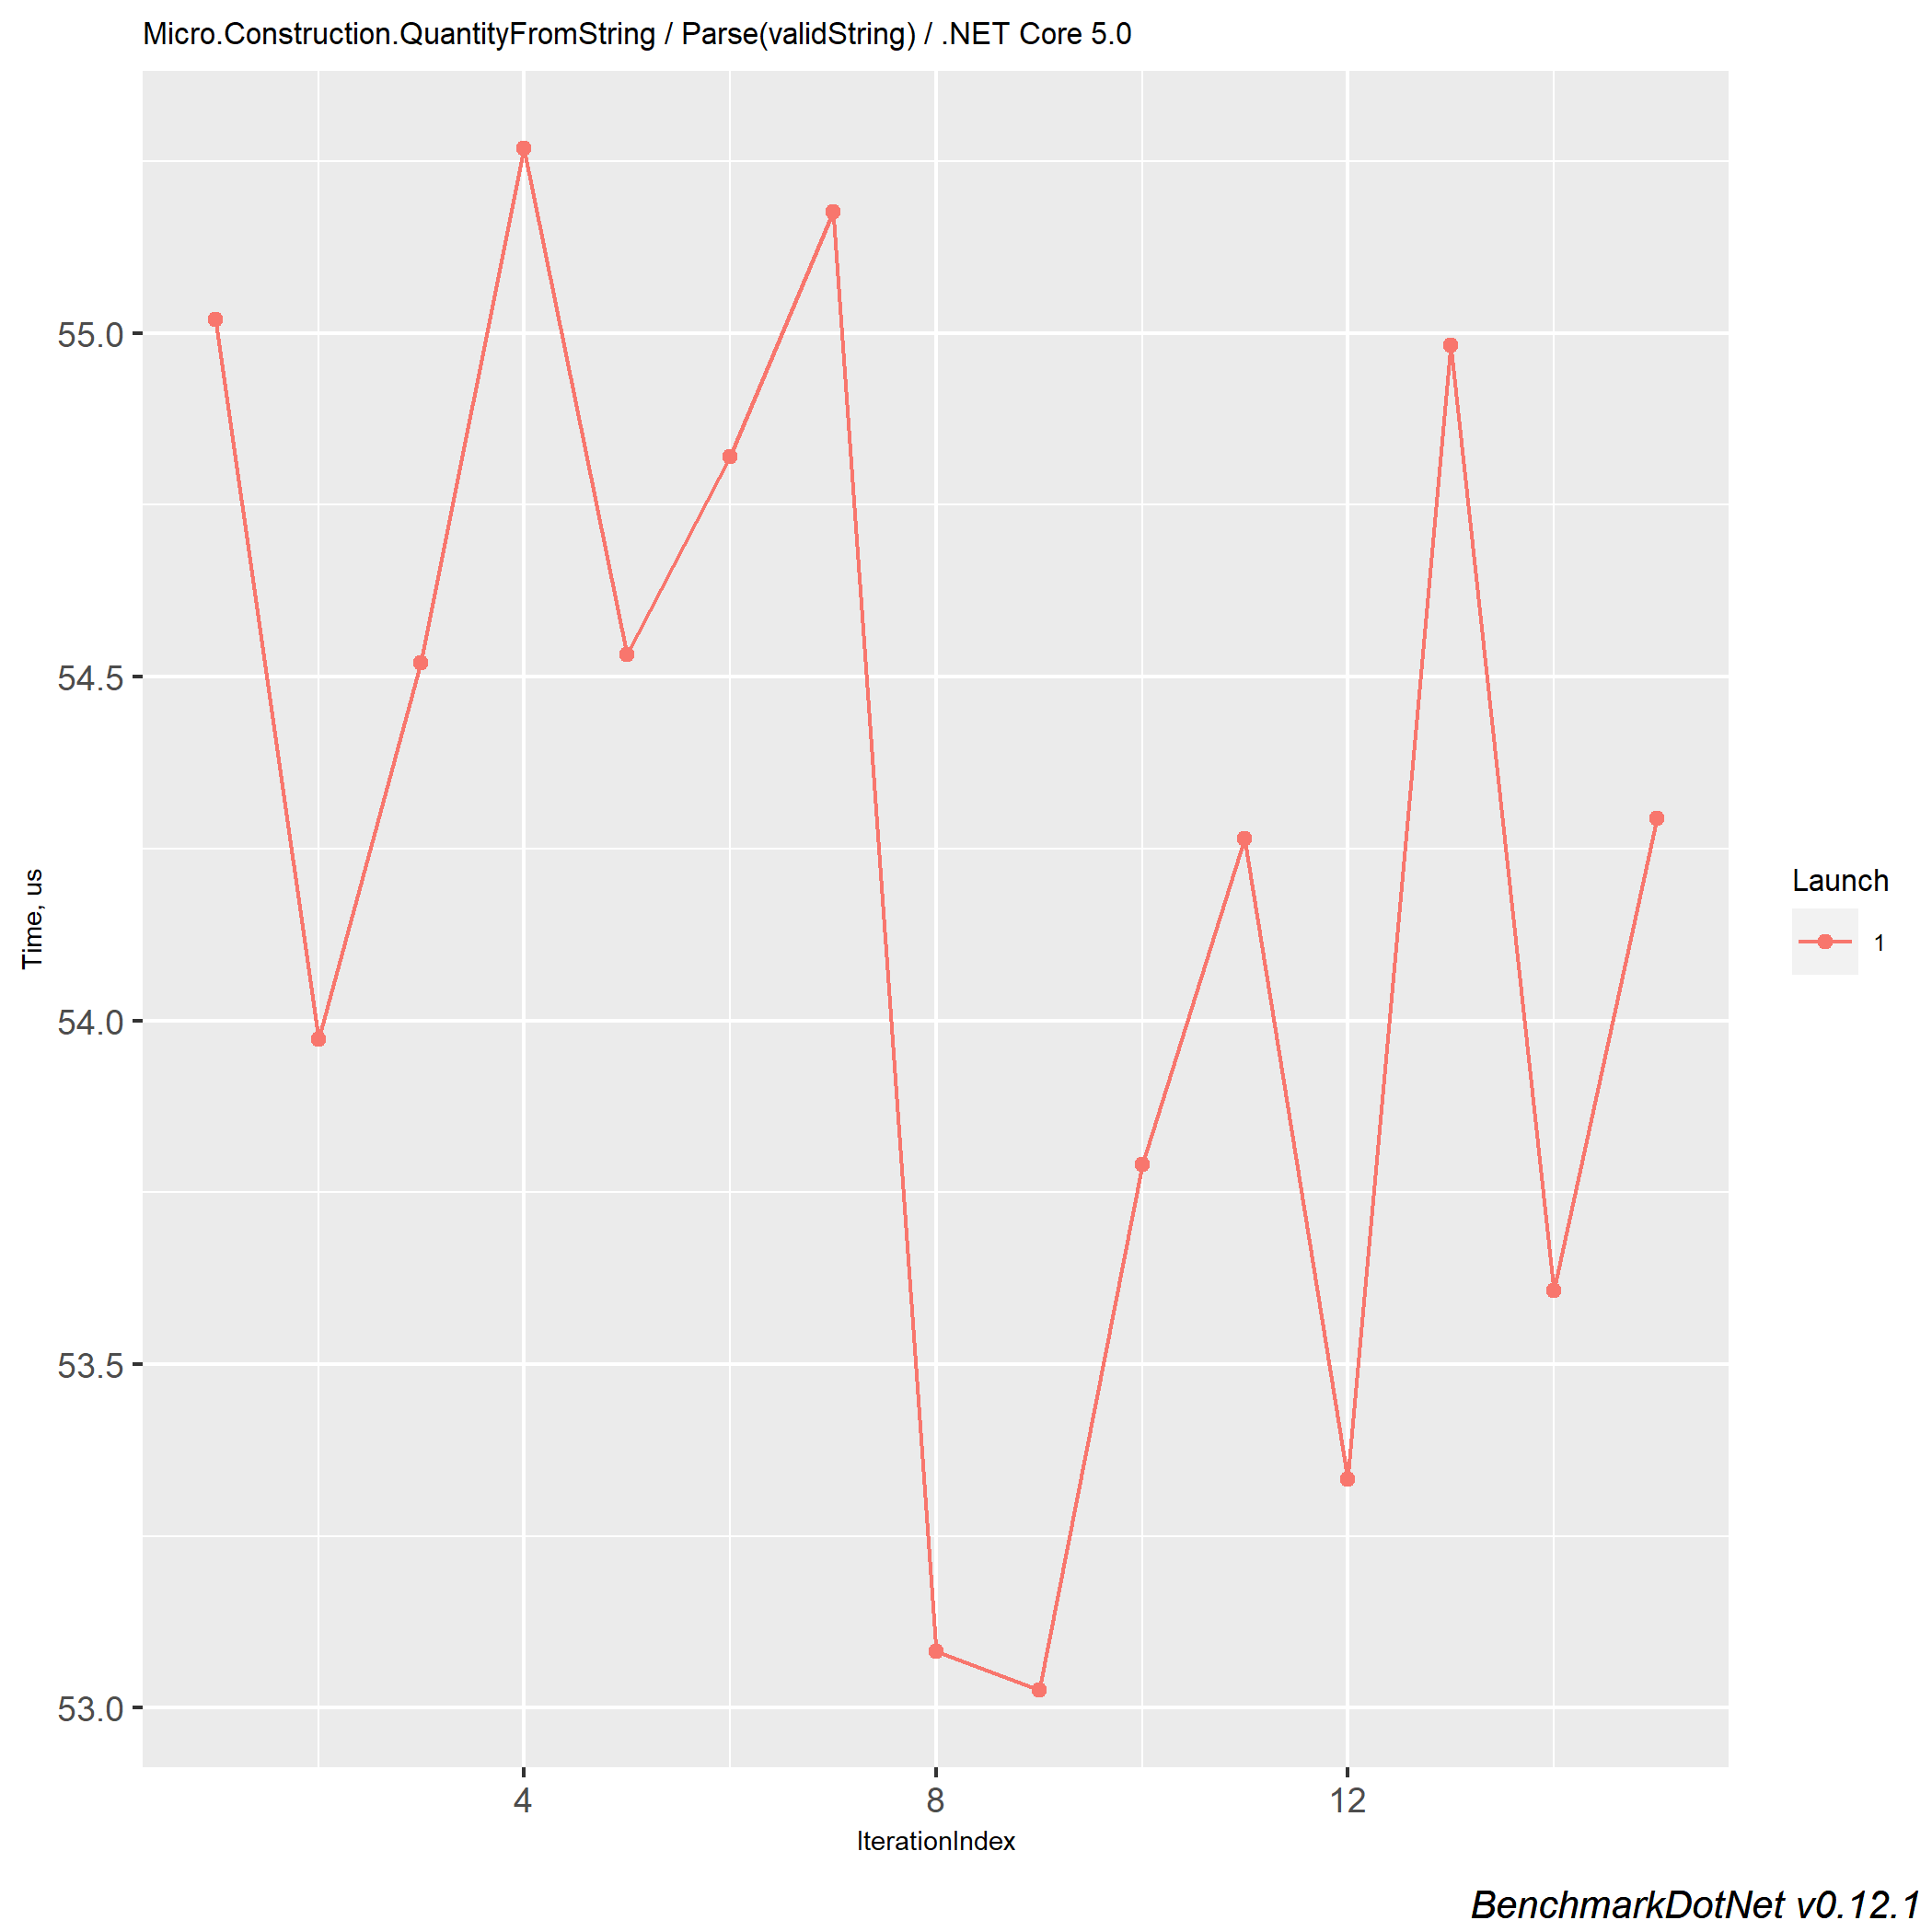 Micro.Construction.QuantityFromString / Parse(validString) / .NET Core 5.0
55.0
54.5
54.0
53.5
53.0
Time, us
4
8
12
IterationIndex
Launch
1
BenchmarkDotNet v0.12.1